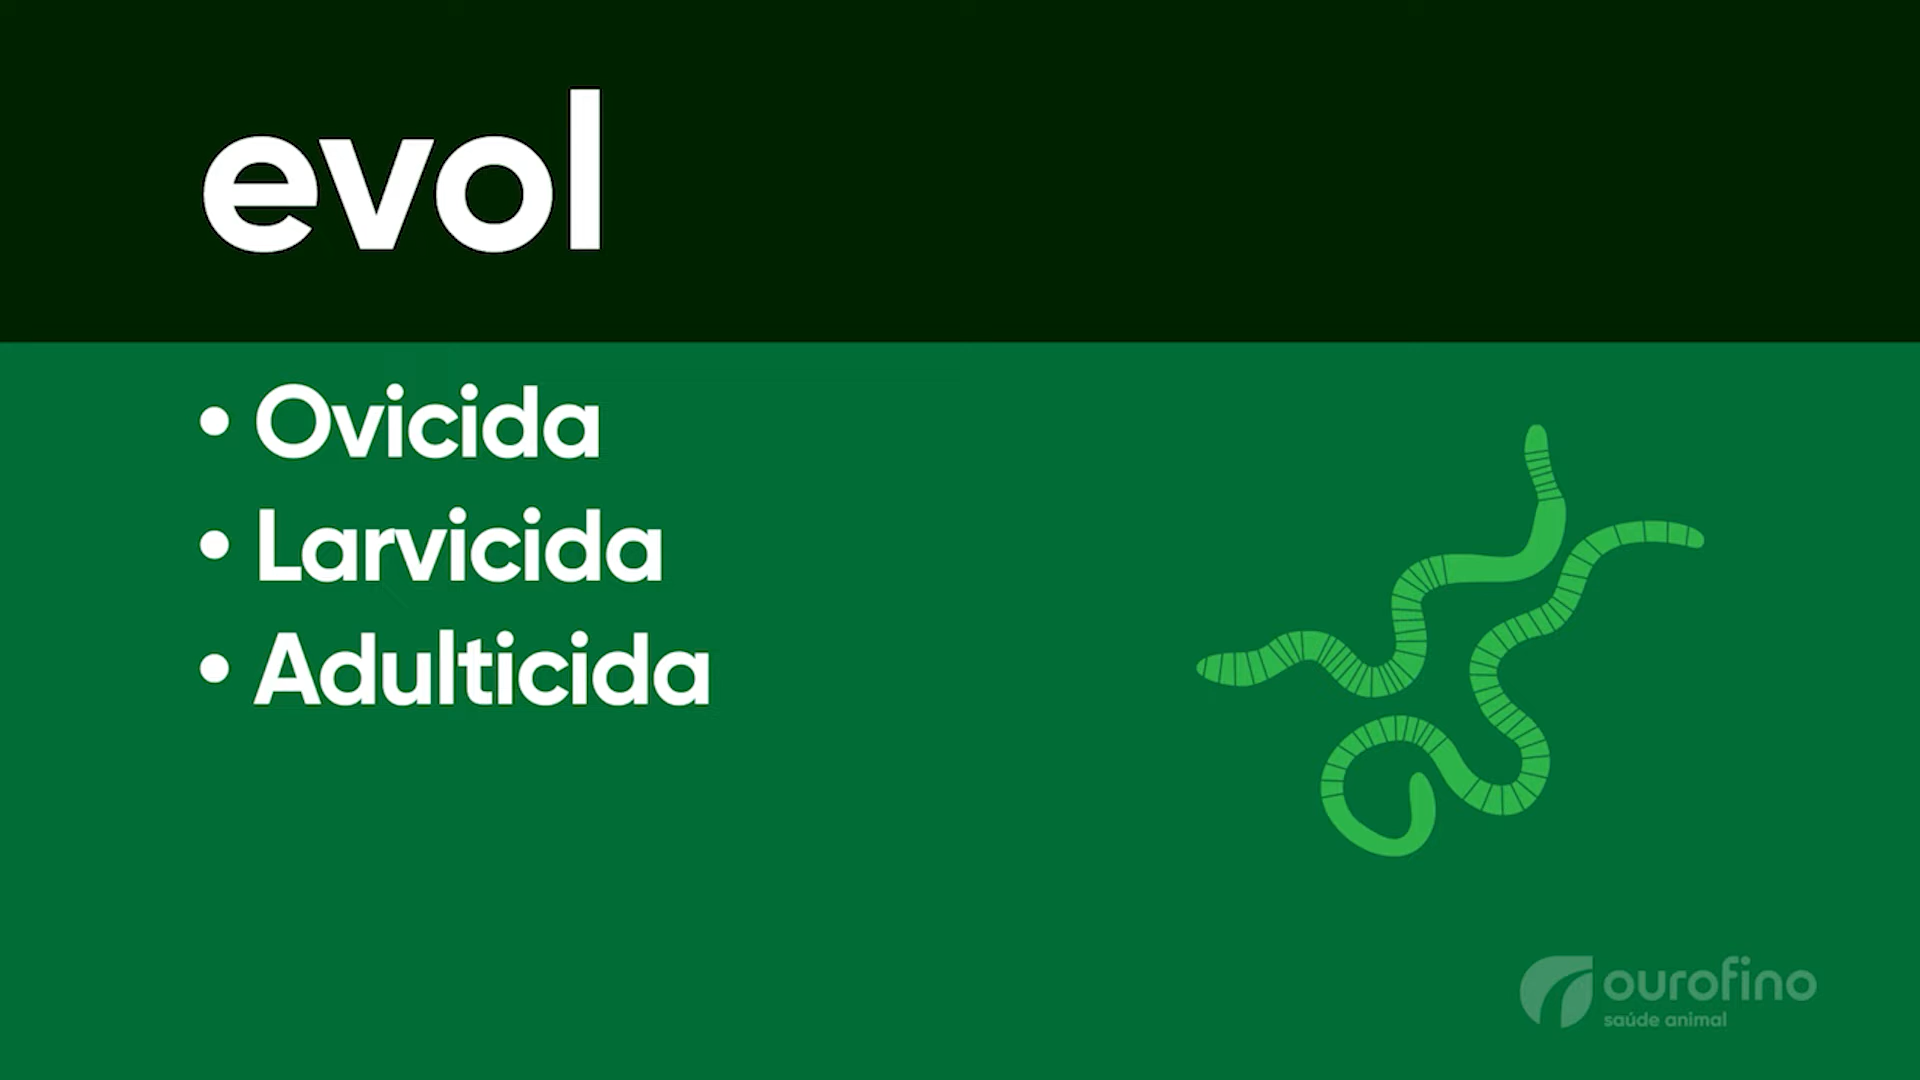 evol
• Ovicida
• Larvicida
• Adulticida
ourofino
saúde animal